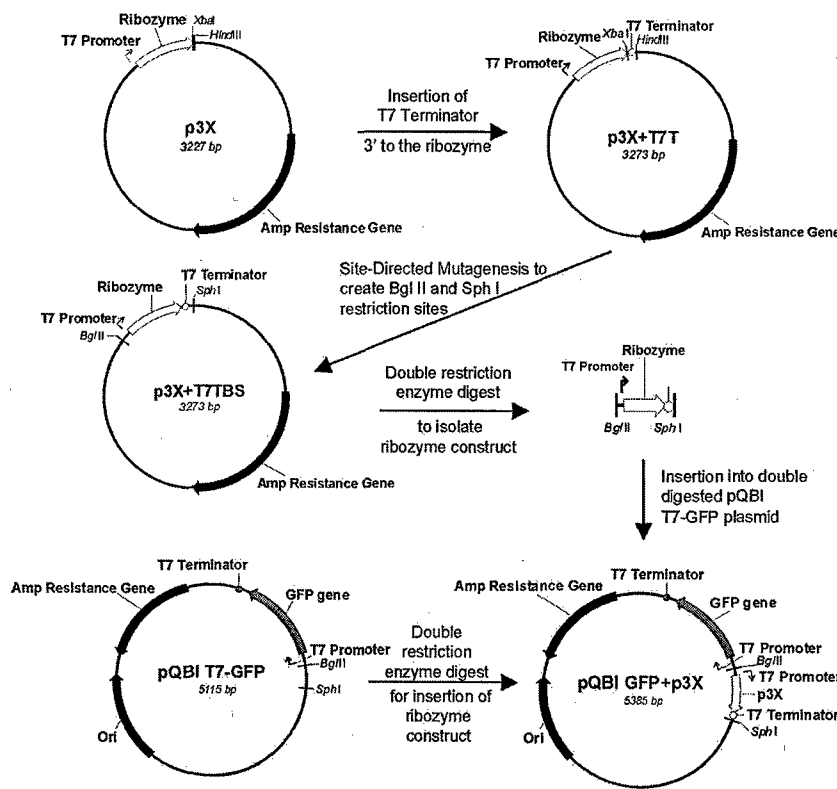 Ribozyme
XbaI
HindIII
T7 Promoter
p3X
3227 bp
Amp Resistance Gene
Insertion of
T7 Terminator
3' to the ribozyme
T7 Terminator
Ribozyme
Xba I
HindIII
T7 Promoter
p3X+T7T
3273 bp
Amp Resistance Gene
Site-Directed Mutagenesis to
create Bgl II and Sph I
restriction sites
T7 Terminator
Ribozyme
SphI
T7 Promoter
BglII
p3X+T7TBS
3273 bp
Amp Resistance Gene
Double restriction
enzyme digest
to isolate
ribozyme construct
Ribozyme
T7 Promoter
BglII
SphI
Insertion into double
digested pQBI
T7-GFP plasmid
T7 Terminator
Amp Resistance Gene
GFP gene
T7 Promoter
BglII
SphI
pQBI T7-GFP
5115 bp
Ori
Double
restriction
enzyme digest
for insertion of
ribozyme
construct
T7 Terminator
Amp Resistance Gene
GFP gene
T7 Promoter
BglII
T7 Promoter
p3X
T7 Terminator
SphI
pQBI GFP+p3X
5385 bp
Ori